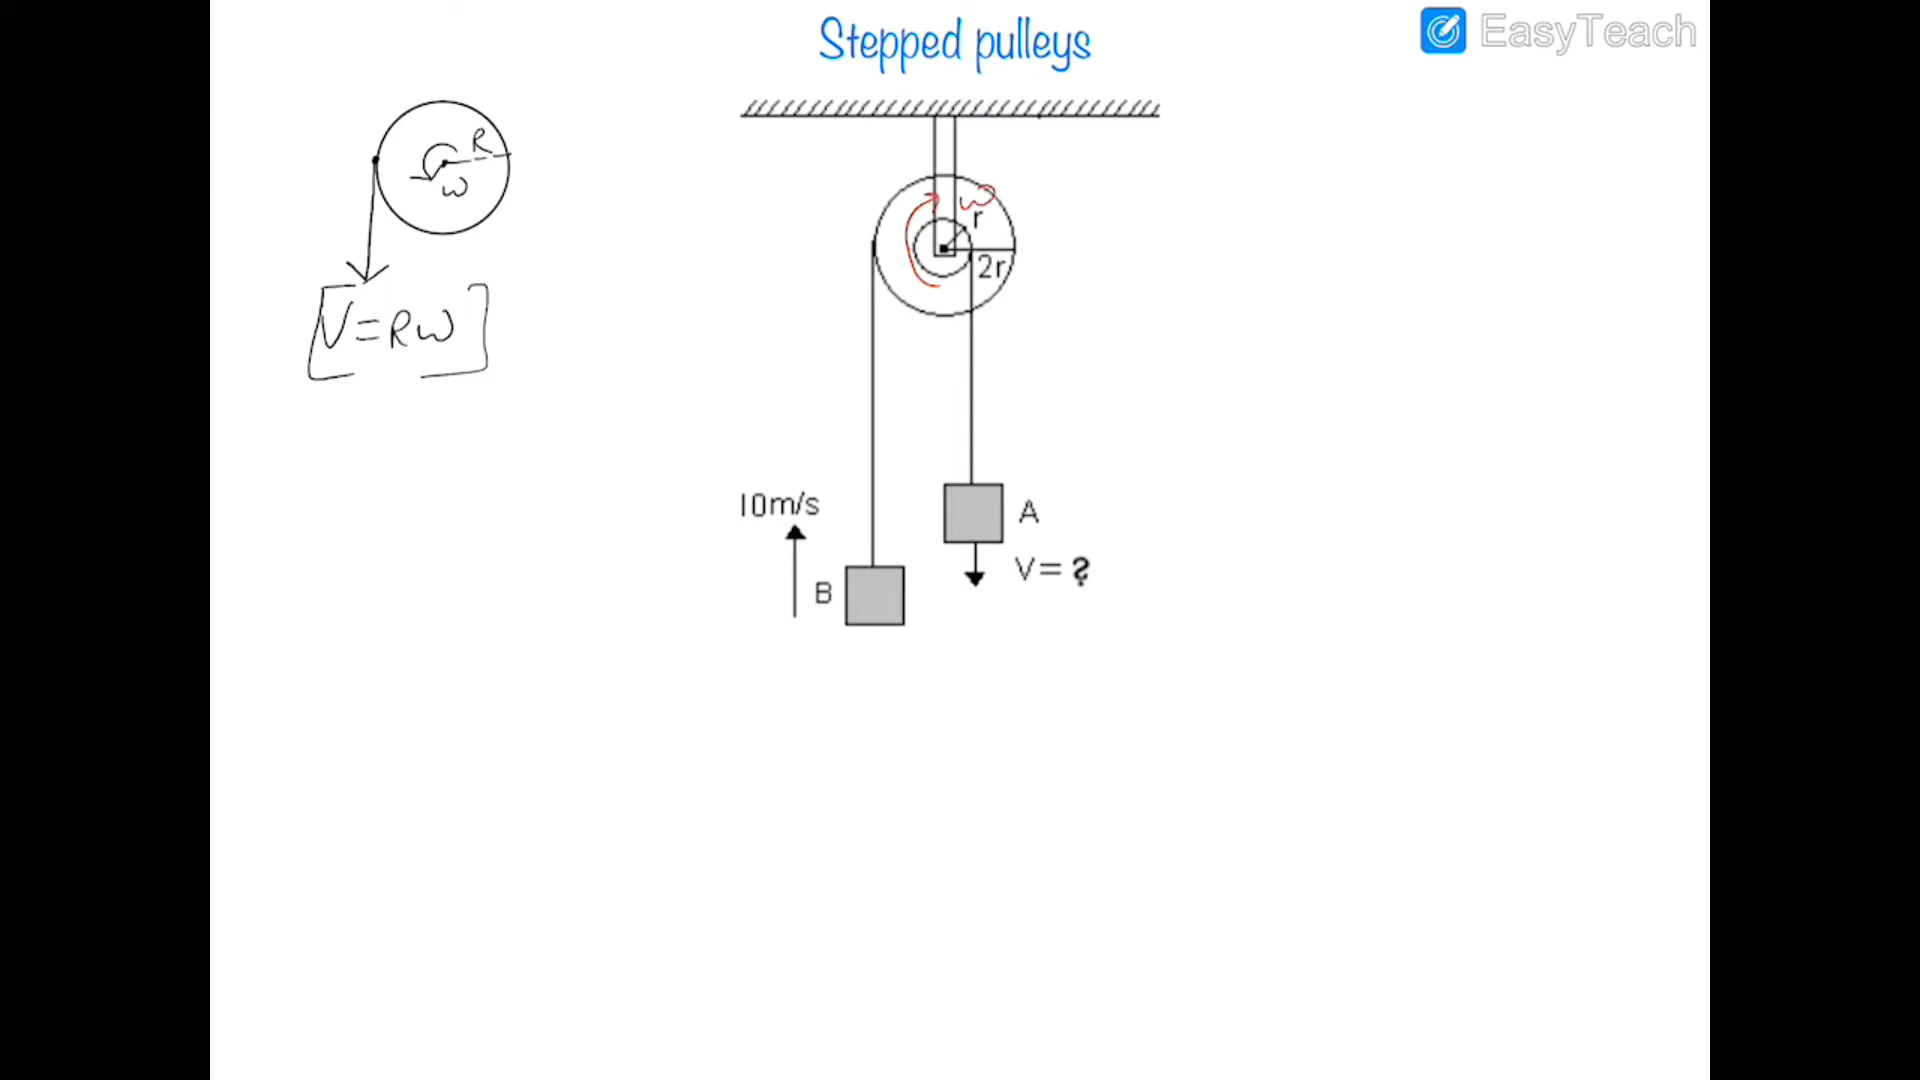 Stepped pulleys
EasyTeach
R
ω
V=Rω
ω
r
2r
10m/s
A
V= ?
B